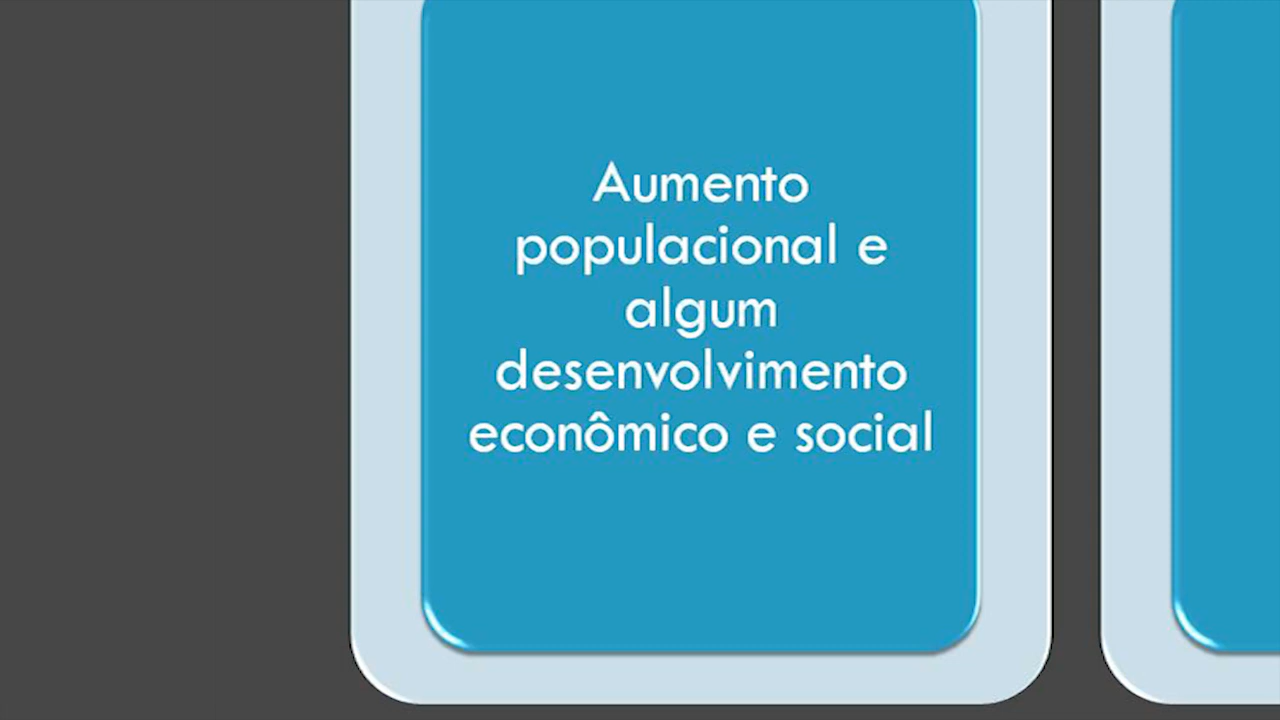 Aumento
populacional e
algum
desenvolvimento
econômico e social